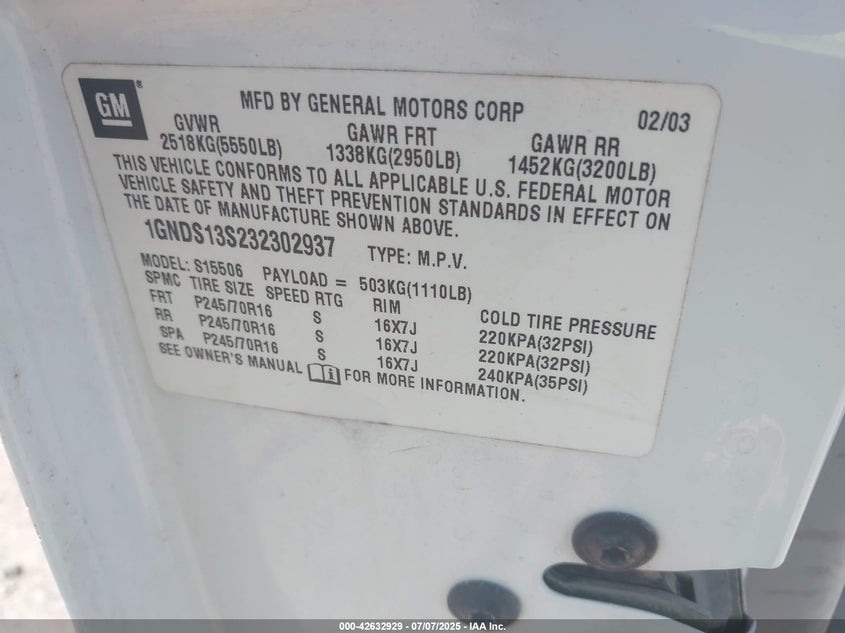 GM
MFD BY GENERAL MOTORS CORP 02/03
GVWR GAWR FRT GAWR RR
2518KG(5550LB) 1338KG(2950LB) 1452KG(3200LB)
THIS VEHICLE CONFORMS TO ALL APPLICABLE U.S. FEDERAL MOTOR
VEHICLE SAFETY AND THEFT PREVENTION STANDARDS IN EFFECT ON
THE DATE OF MANUFACTURE SHOWN ABOVE.
1GNDS13S232302937 TYPE: M.P.V.
MODEL: S15506 PAYLOAD = 503KG(1110LB)
SPMC TIRE SIZE SPEED RTG RIM COLD TIRE PRESSURE
FRT P245/70R16 S 16X7J 220KPA(32PSI)
RR P245/70R16 S 16X7J 220KPA(32PSI)
SPA P245/70R16 S 16X7J 240KPA(35PSI)
SEE OWNER'S MANUAL FOR MORE INFORMATION.
000-42632929 - 07/07/2025 - IAA Inc.